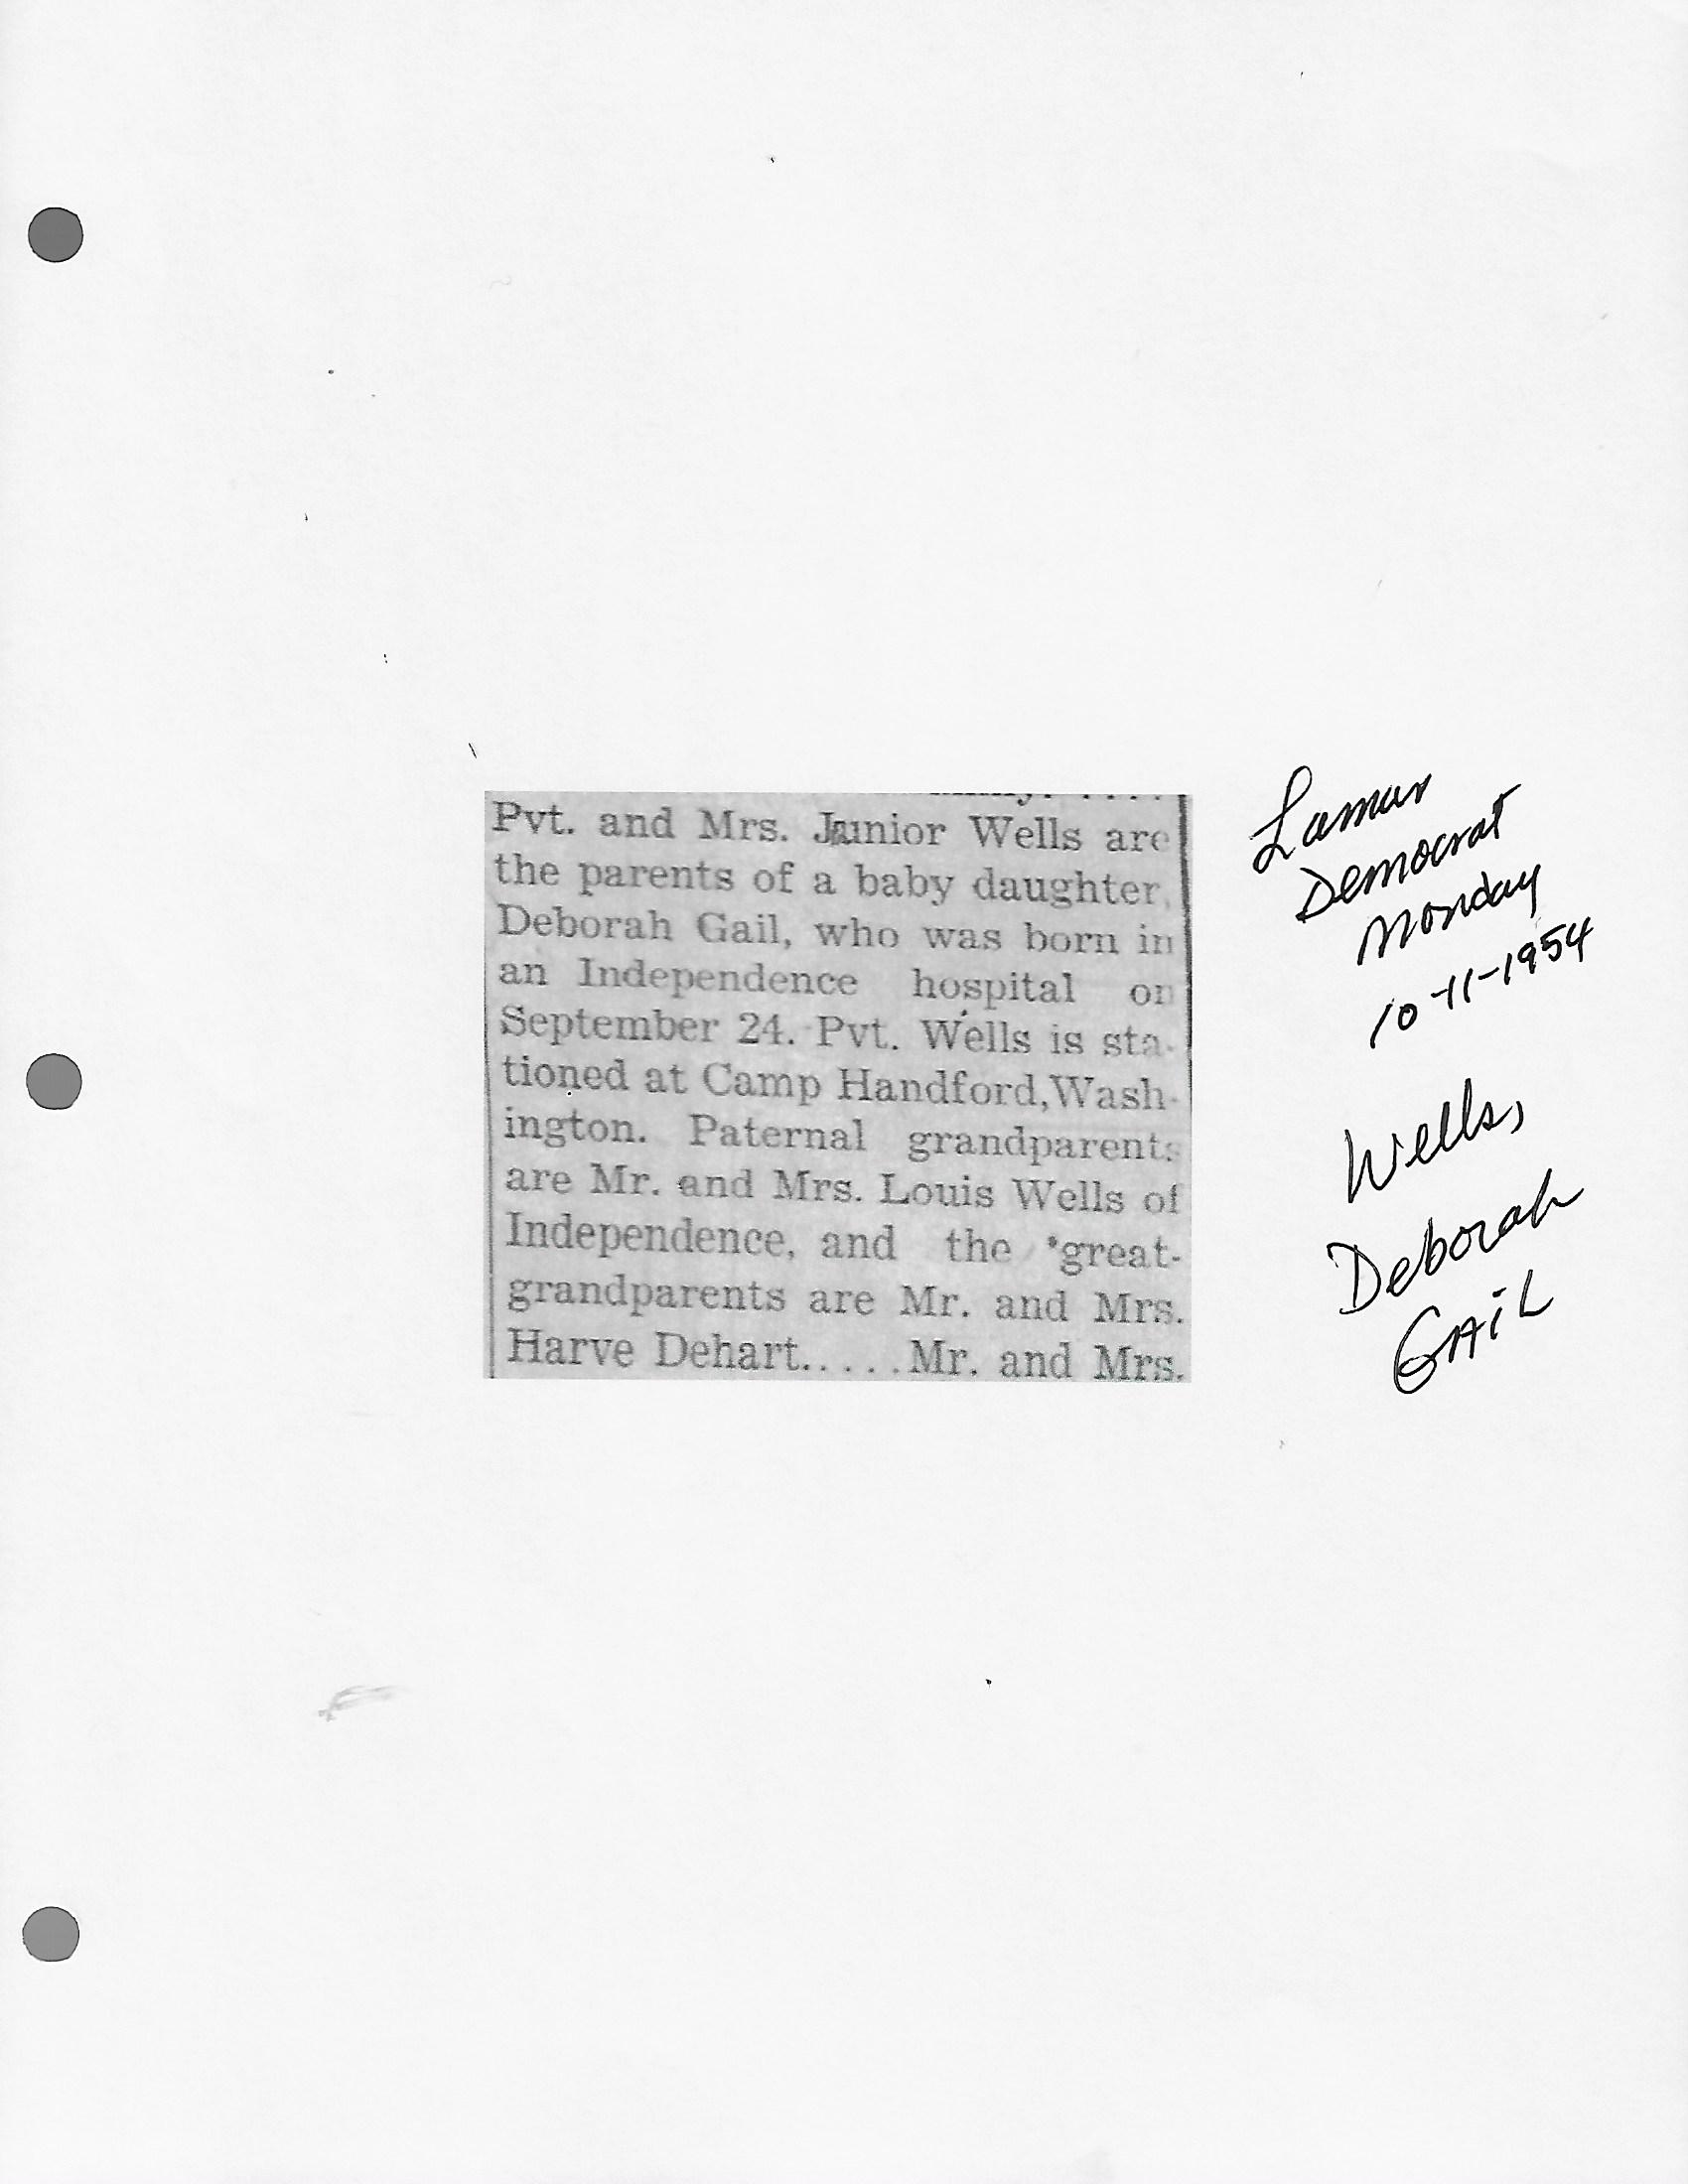 Pvt. and Mrs. Junior Wells are
the parents of a baby daughter,
Deborah Gail, who was born in
an Independence hospital on
September 24. Pvt. Wells is sta-
tioned at Camp Handford,Wash-
ington. Paternal grandparents
are Mr. and Mrs. Louis Wells of
Independence, and the great-
grandparents are Mr. and Mrs.
Harve Dehart.....Mr. and Mrs.
Lamar
Democrat
Monday
10-11-1954
Wells,
Deborah
GAiL